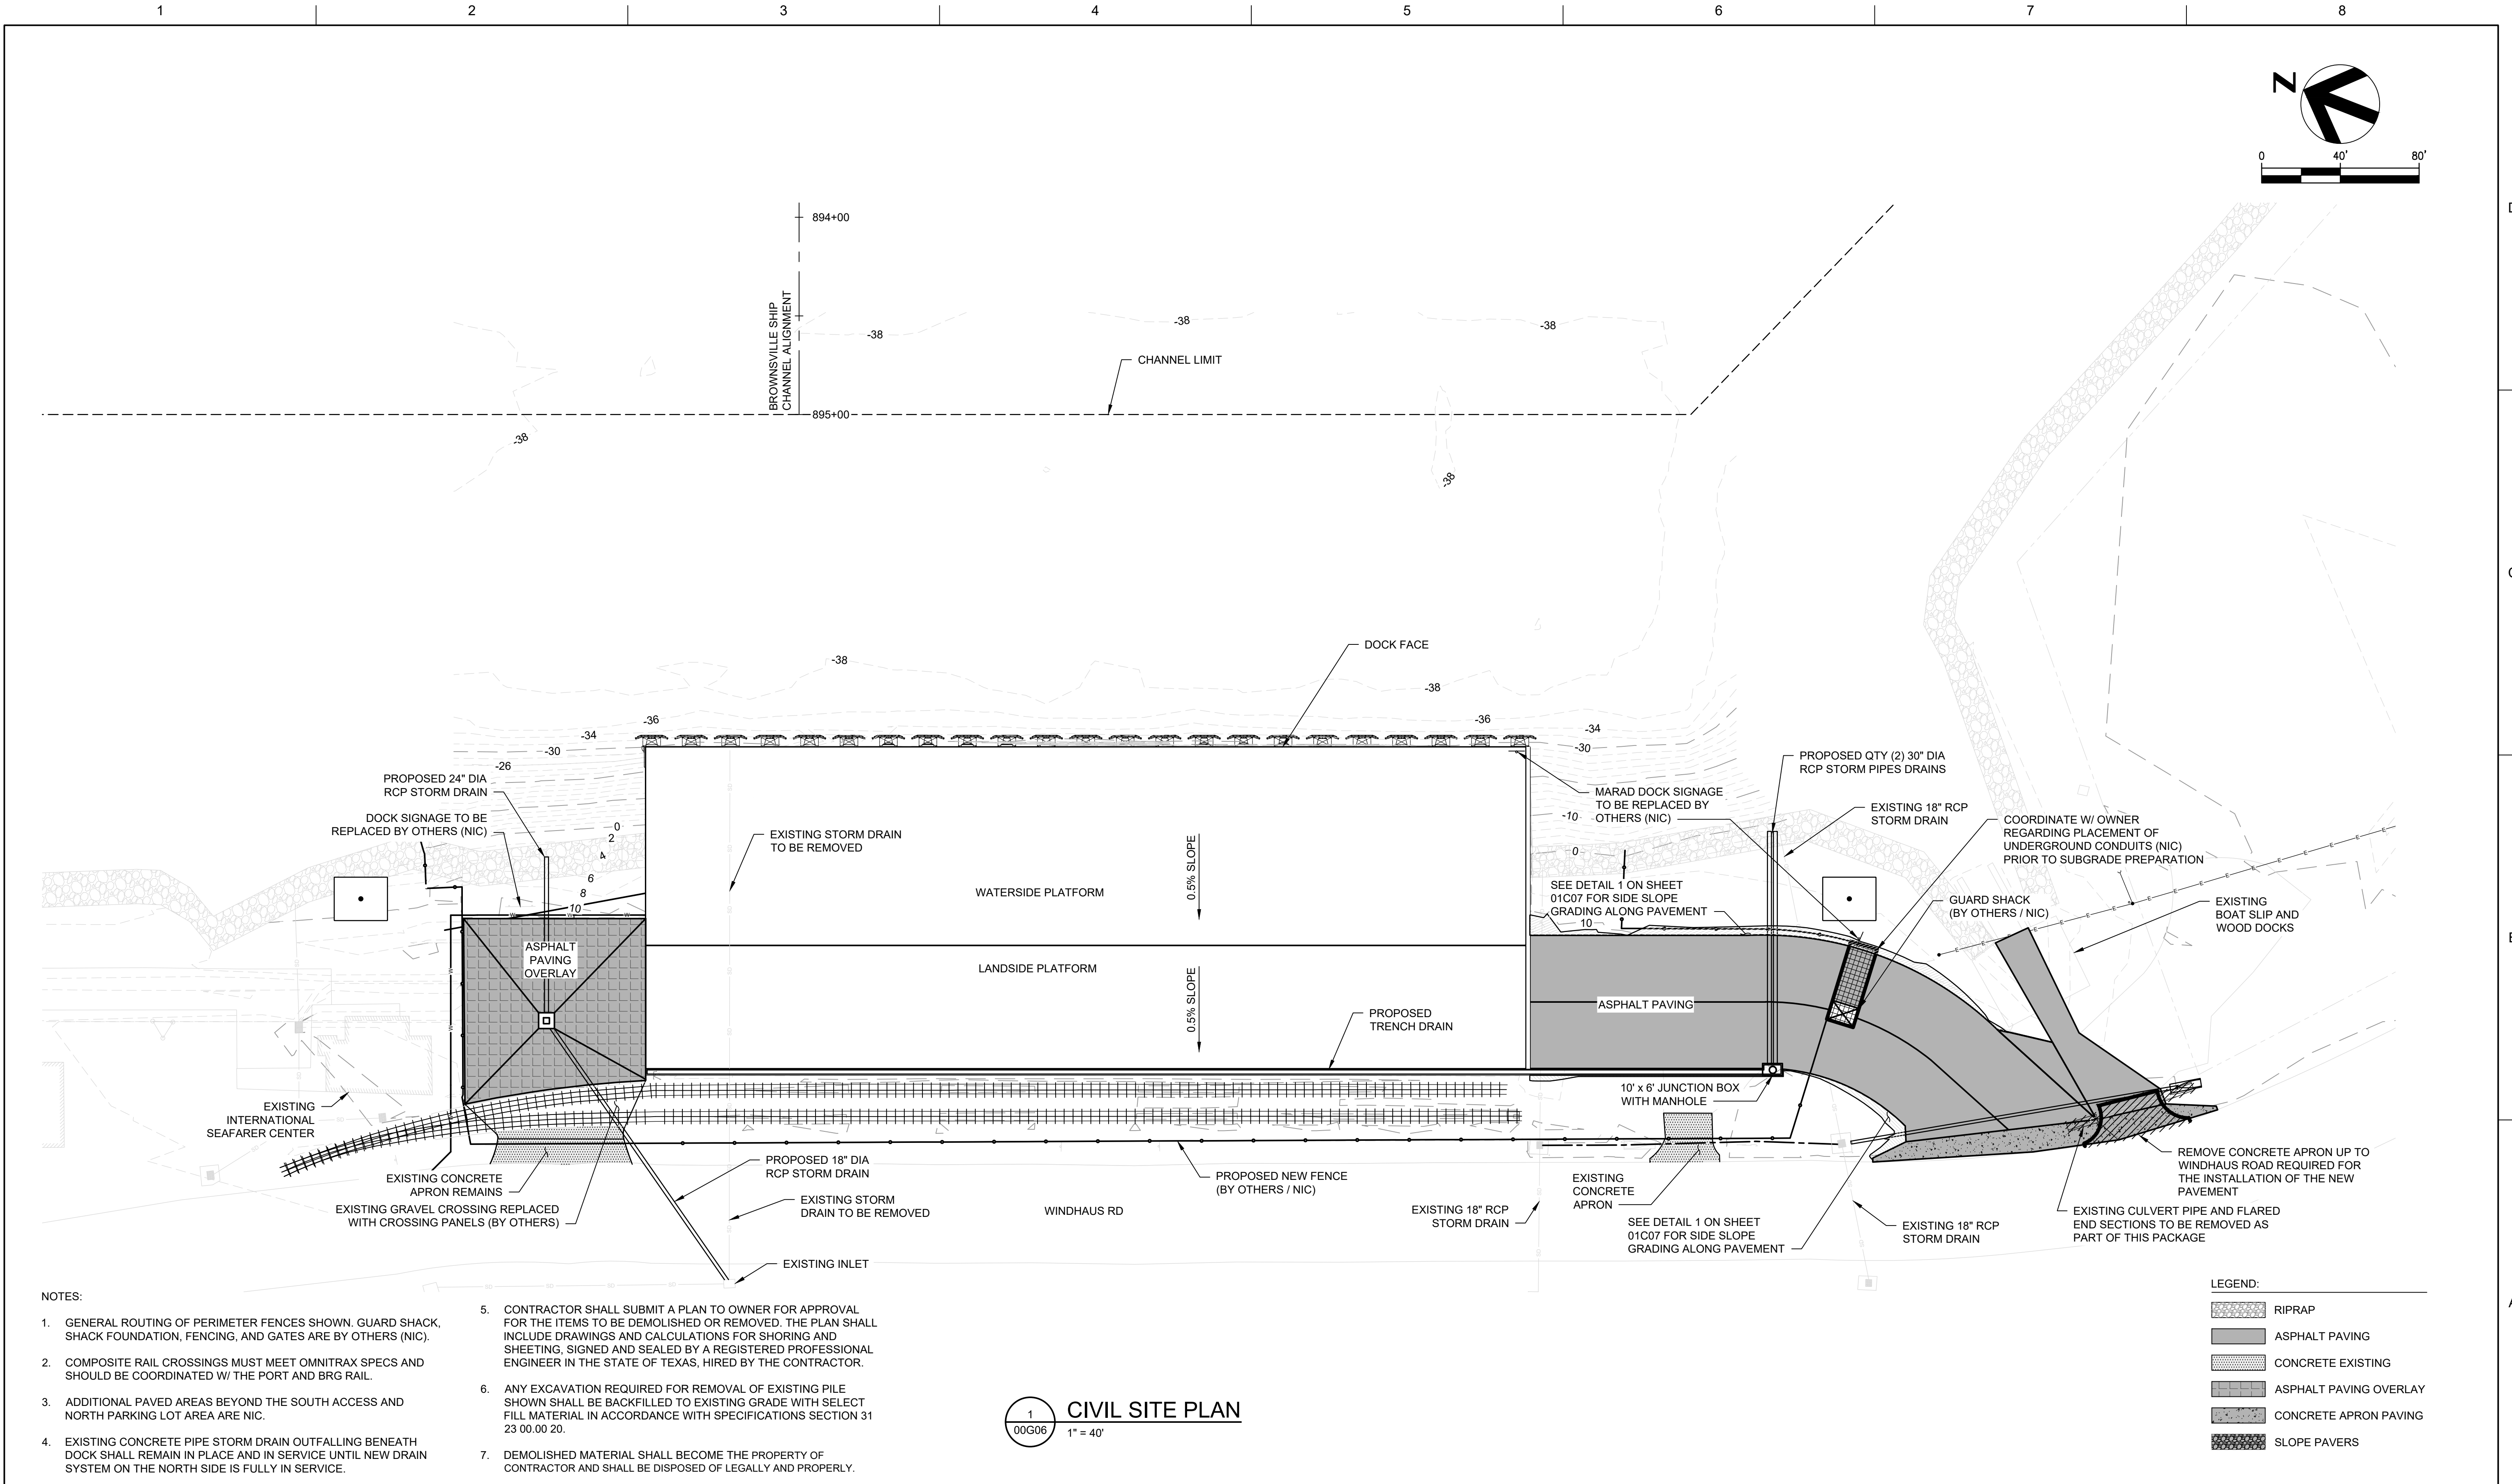 1 2 3 4 5 6 7 8
N
0 40' 80'
894+00
BROWNSVILLE SHIP
CHANNEL ALIGNMENT
-38
-38
-38
CHANNEL LIMIT
895+00
-38
-38
DOCK FACE
-38
-38
-36
-36
-34
-34
-30
-30
-26
PROPOSED 24" DIA
RCP STORM DRAIN
DOCK SIGNAGE TO BE
REPLACED BY OTHERS (NIC)
0
2
4
6
8
10
EXISTING STORM DRAIN
TO BE REMOVED
0.5% SLOPE
WATERSIDE PLATFORM
PROPOSED QTY (2) 30" DIA
RCP STORM PIPES DRAINS
MARAD DOCK SIGNAGE
TO BE REPLACED BY
OTHERS (NIC)
-10
0
EXISTING 18" RCP
STORM DRAIN
COORDINATE W/ OWNER
REGARDING PLACEMENT OF
UNDERGROUND CONDUITS (NIC)
PRIOR TO SUBGRADE PREPARATION
SEE DETAIL 1 ON SHEET
01C07 FOR SIDE SLOPE
GRADING ALONG PAVEMENT
10
GUARD SHACK
(BY OTHERS / NIC)
EXISTING
BOAT SLIP AND
WOOD DOCKS
ASPHALT
PAVING
OVERLAY
LANDSIDE PLATFORM
0.5% SLOPE
ASPHALT PAVING
PROPOSED
TRENCH DRAIN
10' x 6' JUNCTION BOX
WITH MANHOLE
EXISTING
INTERNATIONAL
SEAFARER CENTER
EXISTING CONCRETE
APRON REMAINS
EXISTING GRAVEL CROSSING REPLACED
WITH CROSSING PANELS (BY OTHERS)
PROPOSED 18" DIA
RCP STORM DRAIN
EXISTING STORM
DRAIN TO BE REMOVED
EXISTING INLET
WINDHAUS RD
PROPOSED NEW FENCE
(BY OTHERS / NIC)
EXISTING 18" RCP
STORM DRAIN
EXISTING
CONCRETE
APRON
SEE DETAIL 1 ON SHEET
01C07 FOR SIDE SLOPE
GRADING ALONG PAVEMENT
EXISTING 18" RCP
STORM DRAIN
REMOVE CONCRETE APRON UP TO
WINDHAUS ROAD REQUIRED FOR
THE INSTALLATION OF THE NEW
PAVEMENT
EXISTING CULVERT PIPE AND FLARED
END SECTIONS TO BE REMOVED AS
PART OF THIS PACKAGE
NOTES:
1. GENERAL ROUTING OF PERIMETER FENCES SHOWN. GUARD SHACK,
SHACK FOUNDATION, FENCING, AND GATES ARE BY OTHERS (NIC).
2. COMPOSITE RAIL CROSSINGS MUST MEET OMNITRAX SPECS AND
SHOULD BE COORDINATED W/ THE PORT AND BRG RAIL.
3. ADDITIONAL PAVED AREAS BEYOND THE SOUTH ACCESS AND
NORTH PARKING LOT AREA ARE NIC.
4. EXISTING CONCRETE PIPE STORM DRAIN OUTFALLING BENEATH
DOCK SHALL REMAIN IN PLACE AND IN SERVICE UNTIL NEW DRAIN
SYSTEM ON THE NORTH SIDE IS FULLY IN SERVICE.
5. CONTRACTOR SHALL SUBMIT A PLAN TO OWNER FOR APPROVAL
FOR THE ITEMS TO BE DEMOLISHED OR REMOVED. THE PLAN SHALL
INCLUDE DRAWINGS AND CALCULATIONS FOR SHORING AND
SHEETING, SIGNED AND SEALED BY A REGISTERED PROFESSIONAL
ENGINEER IN THE STATE OF TEXAS, HIRED BY THE CONTRACTOR.
6. ANY EXCAVATION REQUIRED FOR REMOVAL OF EXISTING PILE
SHOWN SHALL BE BACKFILLED TO EXISTING GRADE WITH SELECT
FILL MATERIAL IN ACCORDANCE WITH SPECIFICATIONS SECTION 31
23 00.00 20.
7. DEMOLISHED MATERIAL SHALL BECOME THE PROPERTY OF
CONTRACTOR AND SHALL BE DISPOSED OF LEGALLY AND PROPERLY.
1
00G06
CIVIL SITE PLAN
1" = 40'
LEGEND:
RIPRAP
ASPHALT PAVING
CONCRETE EXISTING
ASPHALT PAVING OVERLAY
CONCRETE APRON PAVING
SLOPE PAVERS